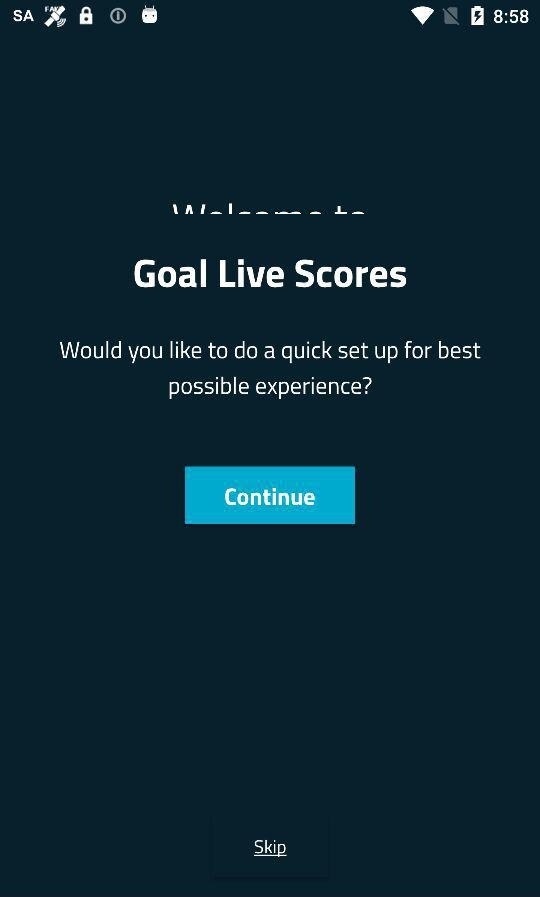 SA FAKE 8:58
Welcome to
Goal Live Scores
Would you like to do a quick set up for best
possible experience?
Continue
Skip